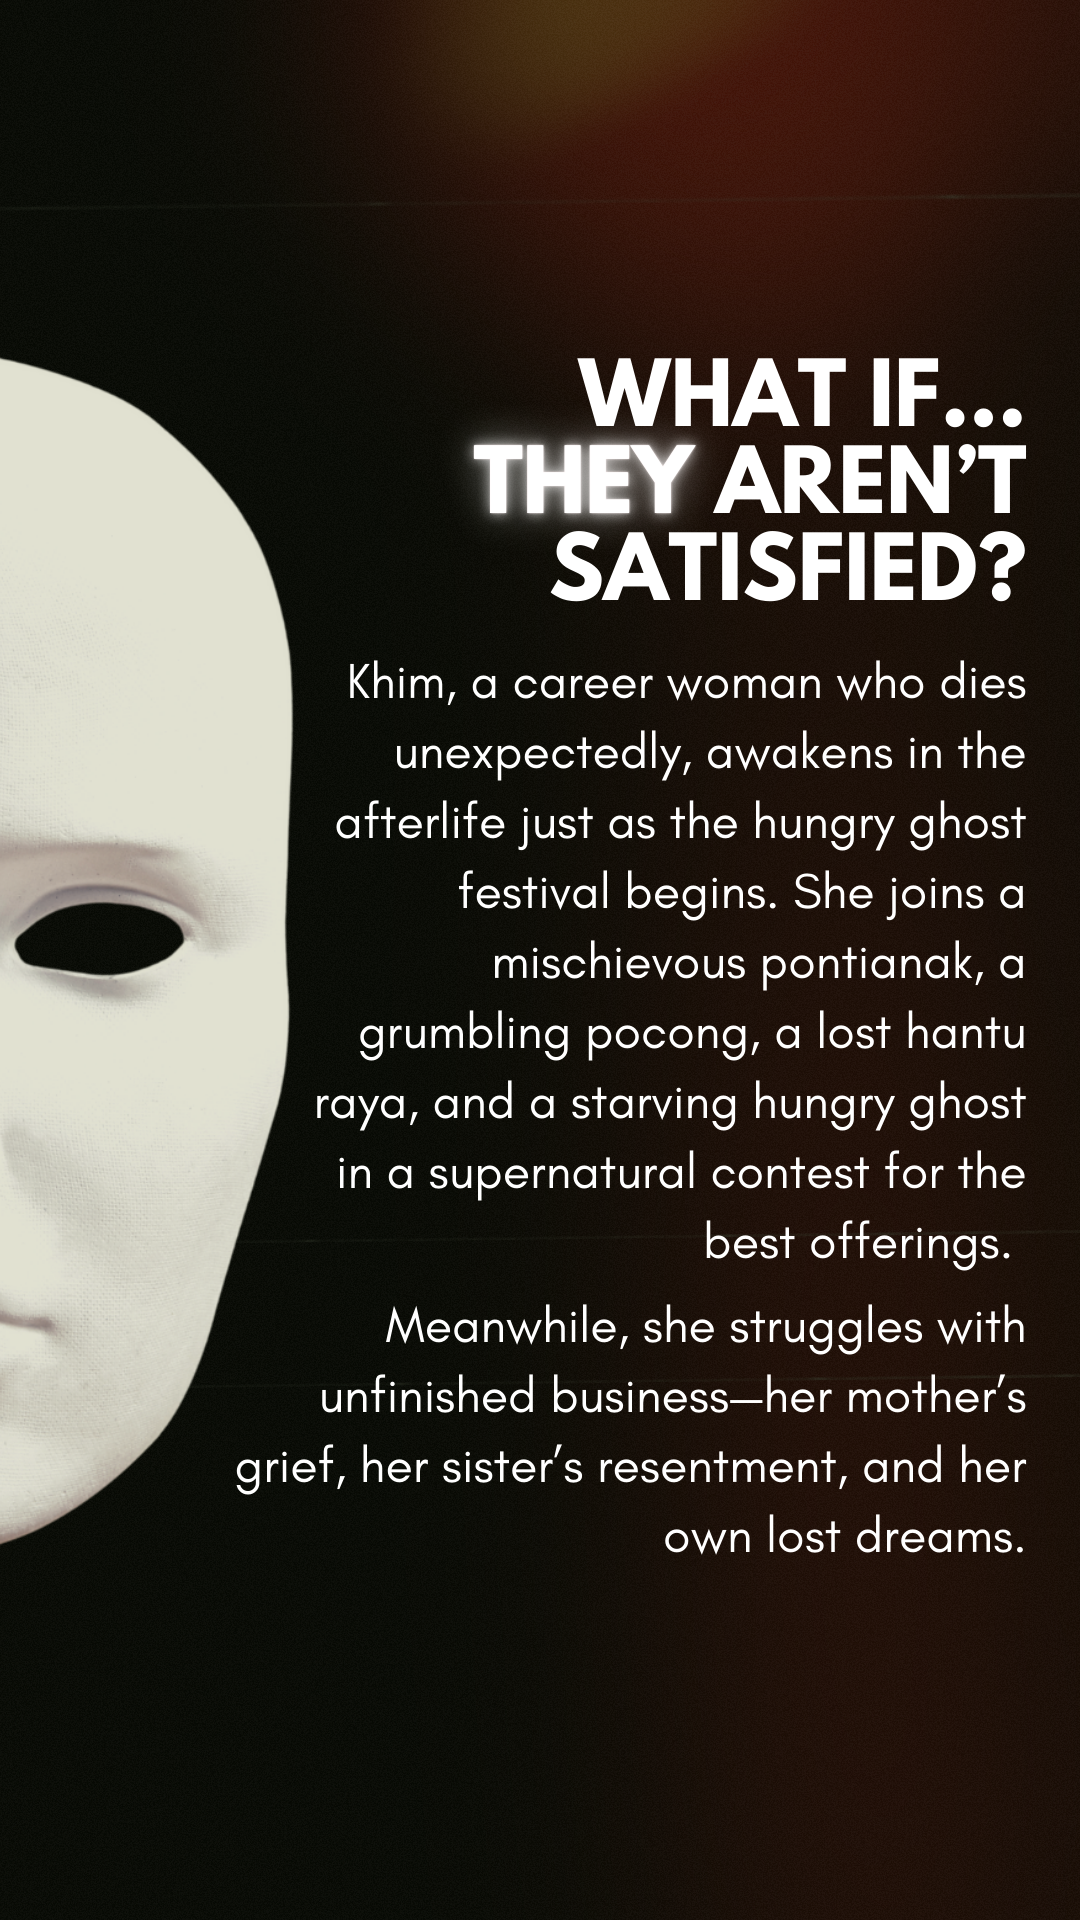 WHAT IF...
THEY AREN’T
SATISFIED?
Khim, a career woman who dies
unexpectedly, awakens in the
afterlife just as the hungry ghost
festival begins. She joins a
mischievous pontianak, a
grumbling pocong, a lost hantu
raya, and a starving hungry ghost
in a supernatural contest for the
best offerings.
Meanwhile, she struggles with
unfinished business—her mother’s
grief, her sister’s resentment, and her
own lost dreams.